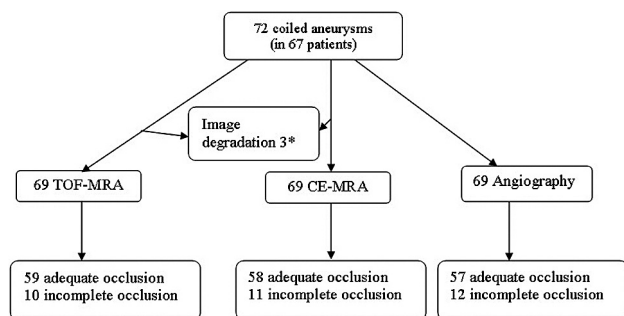 72 coiled aneurysms
(in 67 patients)
Image
degradation 3*
69 TOF-MRA
69 CE-MRA
69 Angiography
59 adequate occlusion
10 incomplete occlusion
58 adequate occlusion
11 incomplete occlusion
57 adequate occlusion
12 incomplete occlusion